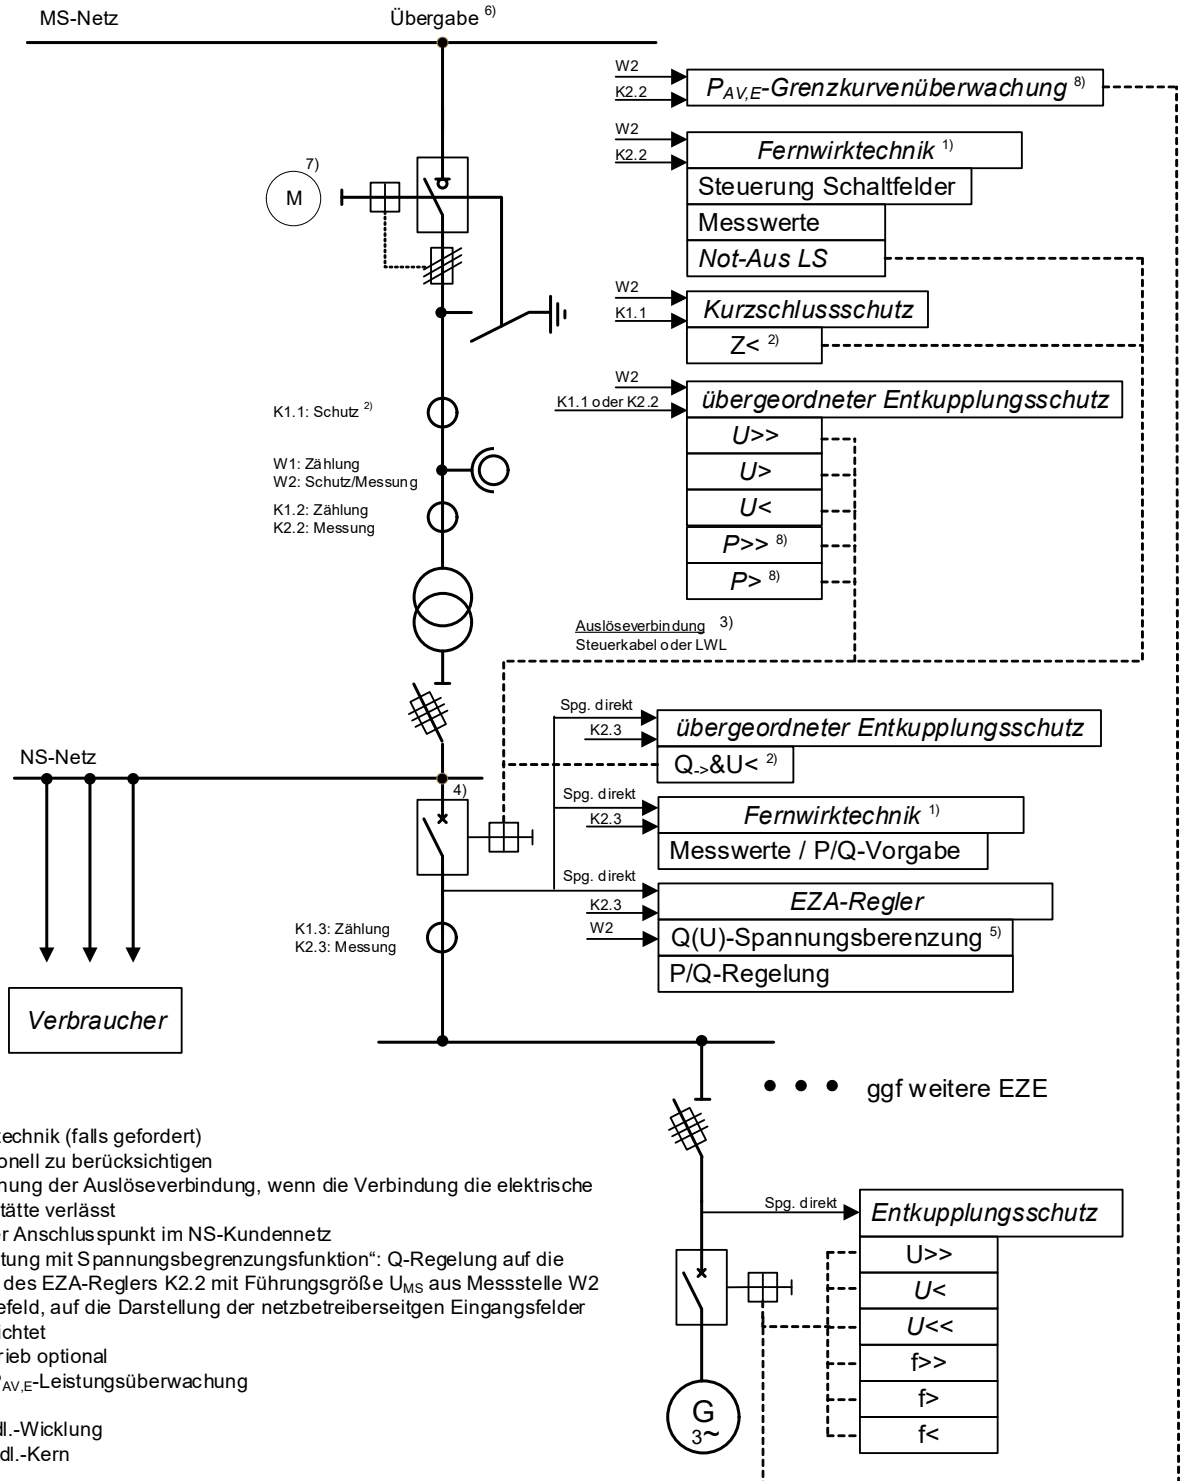 MS-Netz
Übergabe 6)
W2
K2.2
PAV,E-Grenzkurvenüberwachung 8)
W2
K2.2
Fernwirktechnik 1)
Steuerung Schaltfelder
Messwerte
Not-Aus LS
7)
M
W2
K1.1
Kurzschlussschutz
Z< 2)
W2
K1.1 oder K2.2
übergeordneter Entkupplungsschutz
U>>
U>
U<
P>> 8)
P> 8)
K1.1: Schutz 2)
W1: Zählung
W2: Schutz/Messung
K1.2: Zählung
K2.2: Messung
Auslöseverbindung 3)
Steuerkabel oder LWL
Spg. direkt
K2.3
übergeordneter Entkupplungsschutz
Q->&U< 2)
NS-Netz
4)
Spg. direkt
K2.3
Fernwirktechnik 1)
Messwerte / P/Q-Vorgabe
Spg. direkt
K2.3
W2
EZA-Regler
Q(U)-Spannungsberenzung 5)
P/Q-Regelung
K1.3: Zählung
K2.3: Messung
Verbraucher
ggf weitere EZE
echnik (falls gefordert)
onell zu berücksichtigen
nung der Auslöseverbindung, wenn die Verbindung die elektrische
tätte verlässt
er Anschlusspunkt im NS-Kundennetz
tung mit Spannungsbegrenzungsfunktion“: Q-Regelung auf die
des EZA-Reglers K2.2 mit Führungsgröße UMS aus Messstelle W2
efeld, auf die Darstellung der netzbetreiberseitgen Eingangsfelder
ichtet
rieb optional
PAV,E-Leistungsüberwachung
dl.-Wicklung
dl.-Kern
Spg. direkt
Entkupplungsschutz
U>>
U<
U<<
f>>
f>
f<
G
3~